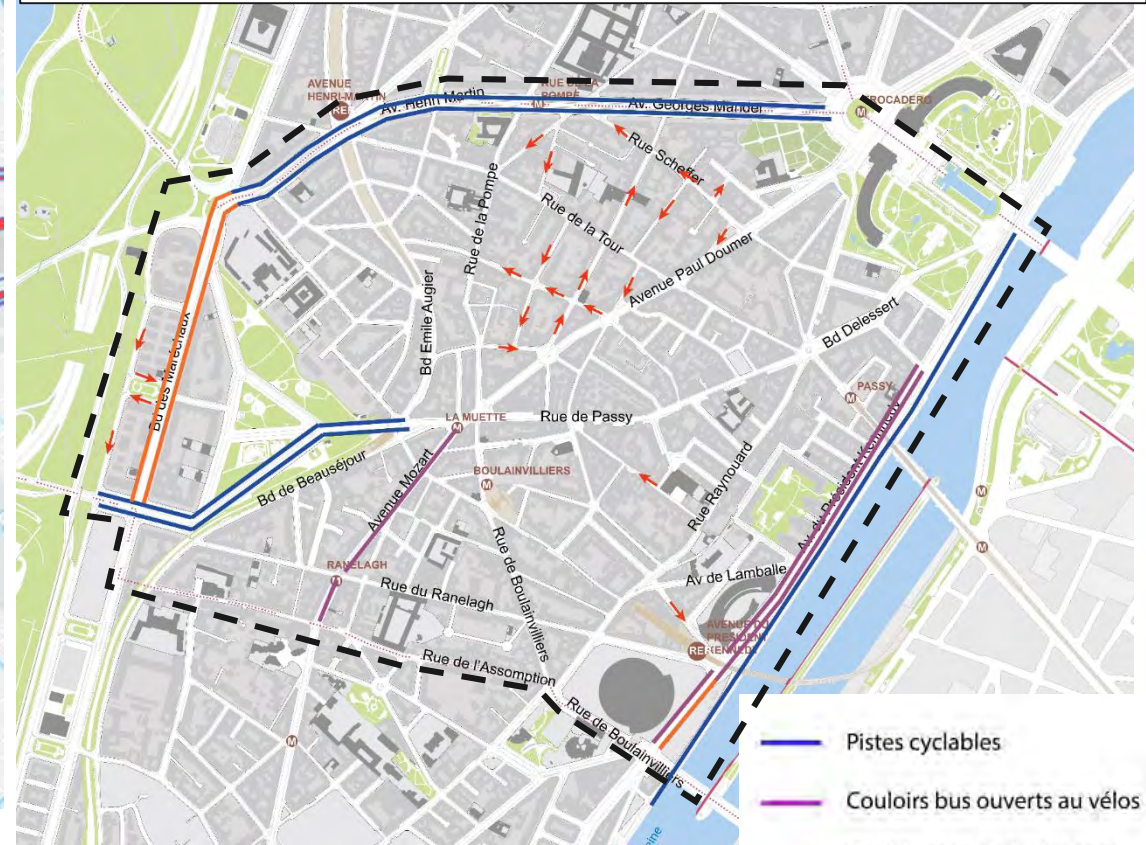 AVENUE
HENRI-MARTIN
RER
Av. Henri Martin
RUE DE LA
POMPE
M
Av. Georges Mandel
TROCADERO
M
Rue Scheffer
Rue de la Pompe
Rue de la Tour
Avenue Paul Doumer
Bd Delessert
Bd Emile Augier
Bd des Maréchaux
PASSY
M
LA MUETTE
M
Rue de Passy
Bd de Beauséjour
Avenue Mozart
BOULAINVILLIERS
M
Rue Raynouard
Av. du Président Kennedy
M
M
Rue de Boulainvilliers
RANELAGH
M
Rue du Ranelagh
Av de Lamballe
AVENUE DU
PRESIDENT
KENNEDY
RER
Rue de l'Assomption
Rue de Boulainvilliers
M
Pistes cyclables
Couloirs bus ouverts au vélos